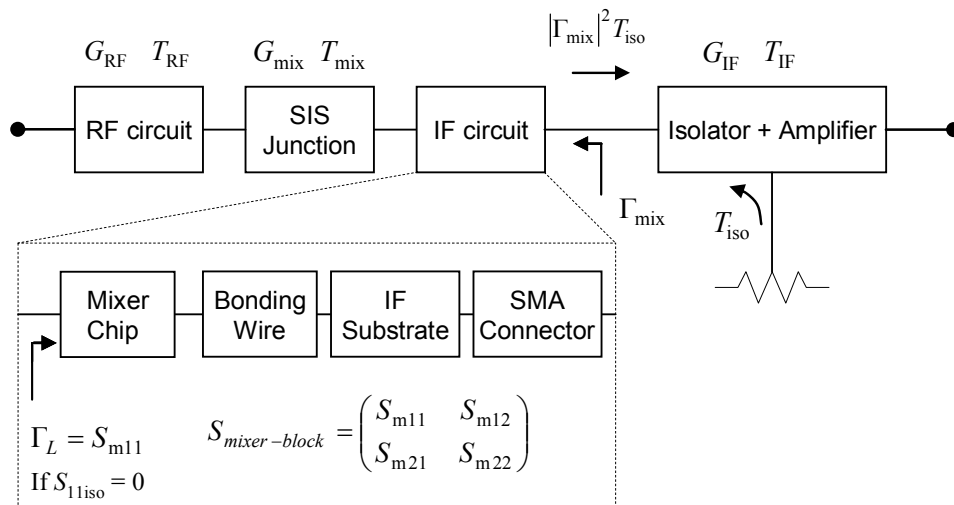 |Γ_mix|² T_iso
G_RF T_RF
G_mix T_mix
G_IF T_IF
RF circuit
SIS
Junction
IF circuit
Isolator + Amplifier
Γ_mix
T_iso
Mixer
Chip
Bonding
Wire
IF
Substrate
SMA
Connector
Γ_L = S_m11
If S_11iso = 0
S_mixer−block = ( S_m11 S_m12
S_m21 S_m22 )